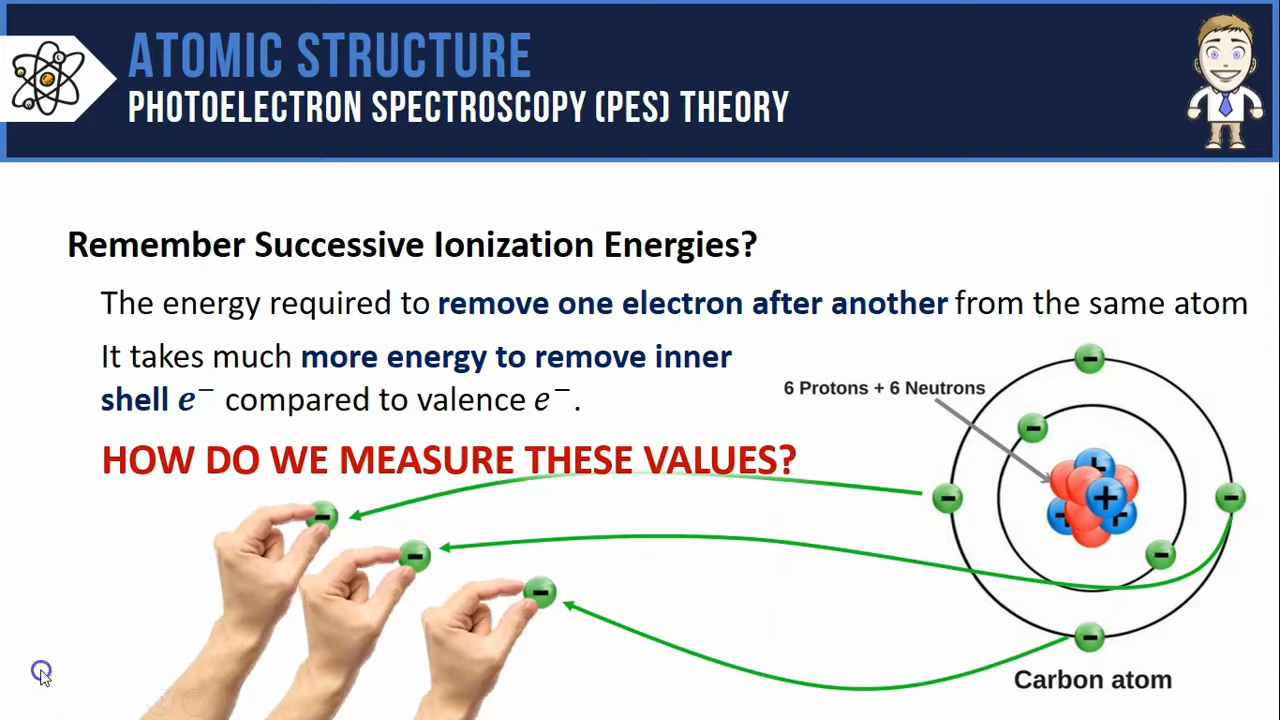 ATOMIC STRUCTURE
PHOTOELECTRON SPECTROSCOPY (PES) THEORY
Remember Successive Ionization Energies?
The energy required to remove one electron after another from the same atom
It takes much more energy to remove inner
shell e⁻ compared to valence e⁻.
6 Protons + 6 Neutrons
HOW DO WE MEASURE THESE VALUES?
Carbon atom